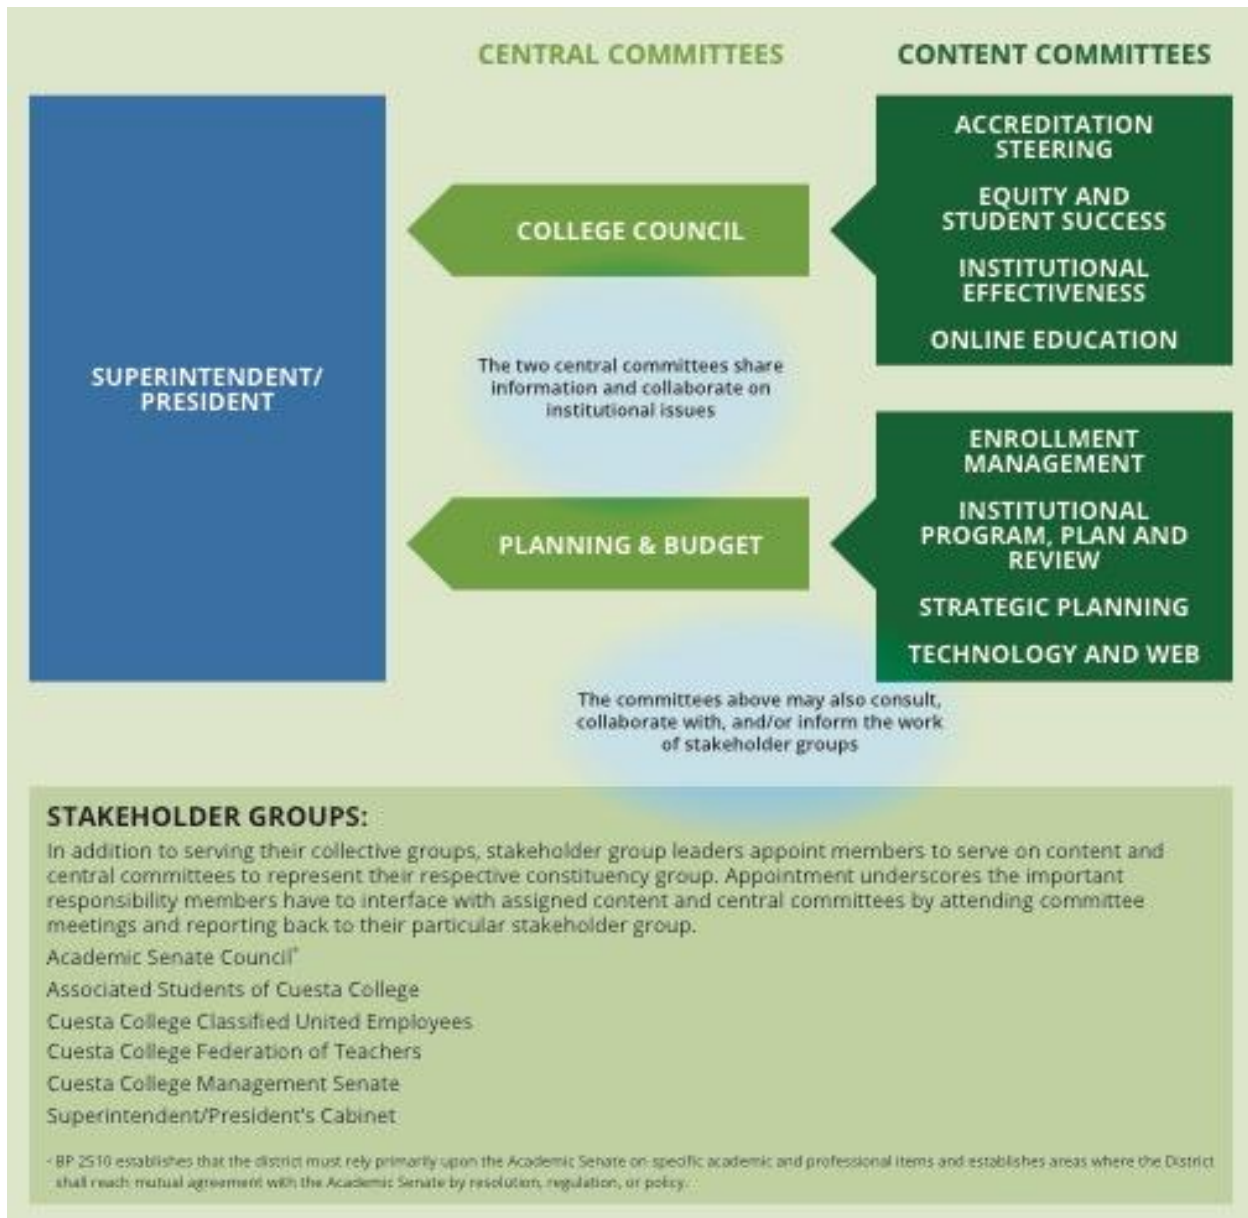 CENTRAL COMMITTEES
CONTENT COMMITTEES
SUPERINTENDENT/
PRESIDENT
COLLEGE COUNCIL
ACCREDITATION
STEERING
EQUITY AND
STUDENT SUCCESS
INSTITUTIONAL
EFFECTIVENESS
ONLINE EDUCATION
The two central committees share
information and collaborate on
institutional issues
PLANNING & BUDGET
ENROLLMENT
MANAGEMENT
INSTITUTIONAL
PROGRAM, PLAN AND
REVIEW
STRATEGIC PLANNING
TECHNOLOGY AND WEB
The committees above may also consult,
collaborate with, and/or inform the work
of stakeholder groups
STAKEHOLDER GROUPS:
In addition to serving their collective groups, stakeholder group leaders appoint members to serve on content and
central committees to represent their respective constituency group. Appointment underscores the important
responsibility members have to interface with assigned content and central committees by attending committee
meetings and reporting back to their particular stakeholder group.
Academic Senate Council*
Associated Students of Cuesta College
Cuesta College Classified United Employees
Cuesta College Federation of Teachers
Cuesta College Management Senate
Superintendent/President's Cabinet
* BP 2510 establishes that the district must rely primarily upon the Academic Senate on specific academic and professional items and establishes areas where the District
shall reach mutual agreement with the Academic Senate by resolution, regulation, or policy.